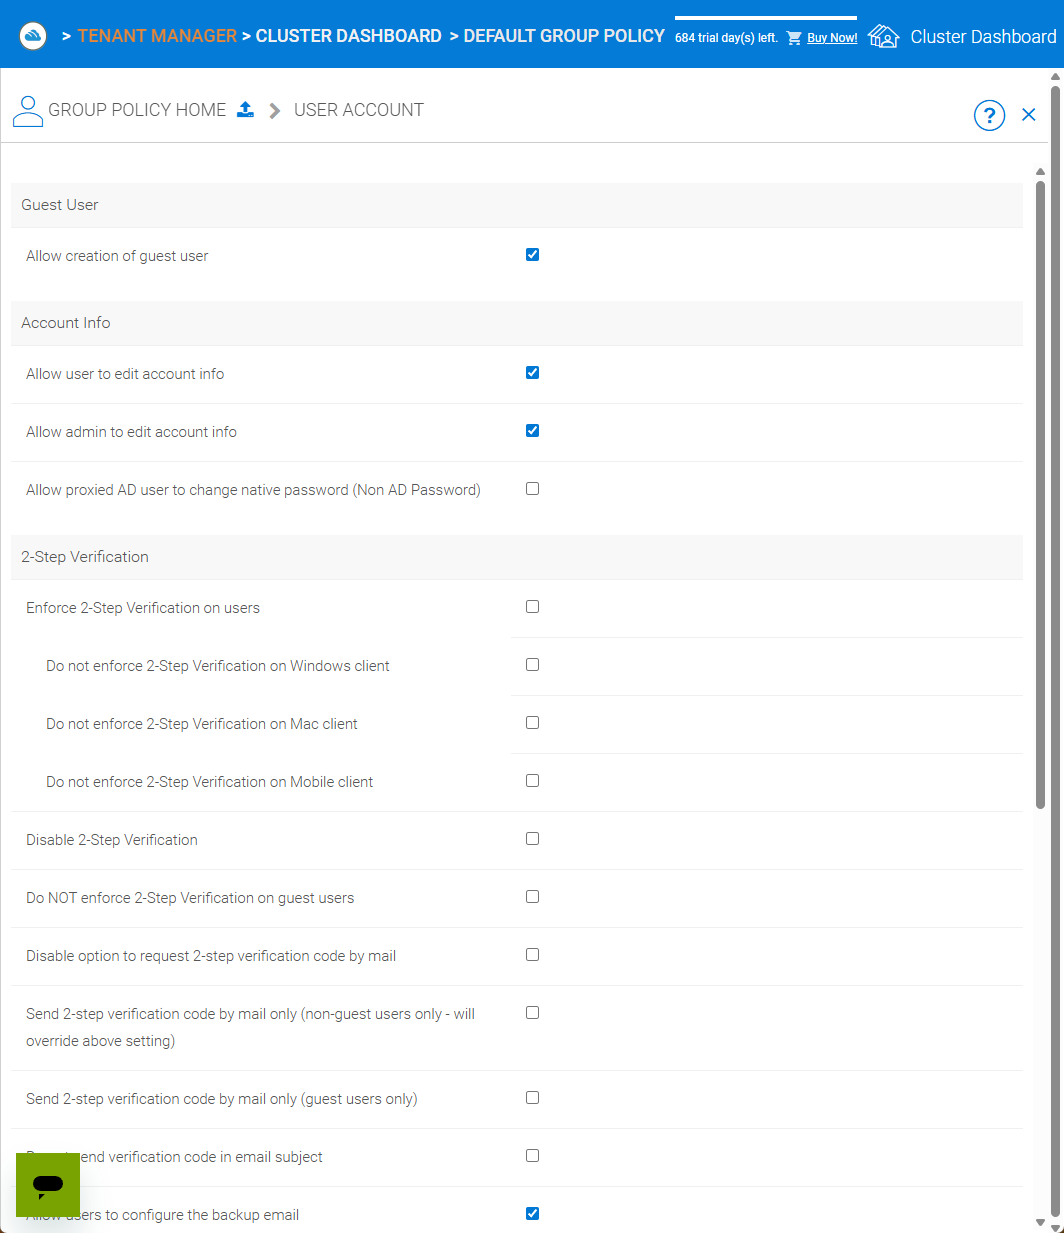 > TENANT MANAGER > CLUSTER DASHBOARD > DEFAULT GROUP POLICY 684 trial day(s) left. Buy Now! Cluster Dashboard
GROUP POLICY HOME > USER ACCOUNT ?
Guest User
Allow creation of guest user
Account Info
Allow user to edit account info
Allow admin to edit account info
Allow proxied AD user to change native password (Non AD Password)
2-Step Verification
Enforce 2-Step Verification on users
Do not enforce 2-Step Verification on Windows client
Do not enforce 2-Step Verification on Mac client
Do not enforce 2-Step Verification on Mobile client
Disable 2-Step Verification
Do NOT enforce 2-Step Verification on guest users
Disable option to request 2-step verification code by mail
Send 2-step verification code by mail only (non-guest users only - will
override above setting)
Send 2-step verification code by mail only (guest users only)
verification code in email subject
Allow users to configure the backup email